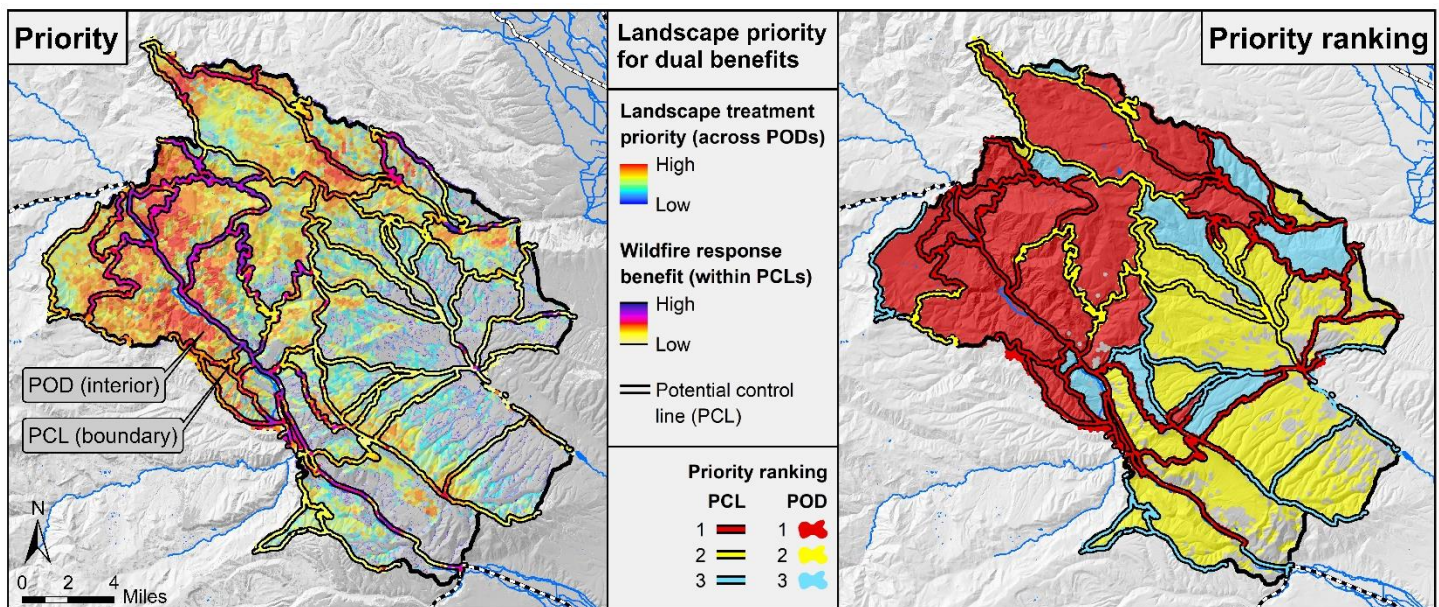 Priority
POD (interior)
PCL (boundary)
N
0 2 4
Miles
Landscape priority
for dual benefits
Landscape treatment
priority (across PODs)
High
Low
Wildfire response
benefit (within PCLs)
High
Low
Potential control
line (PCL)
Priority ranking
PCL POD
1 1
2 2
3 3
Priority ranking